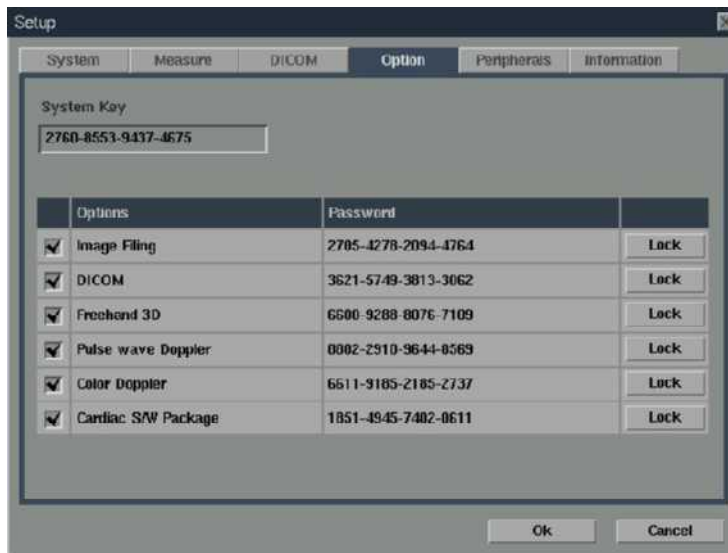 Setup
System Measure DICOM Option Peripherals Information
System Key
2760-8553-9437-4675
Options Password
Image Filing 2705-4278-2094-4764 Lock
DICOM 3621-5749-3813-3062 Lock
Freehand 3D 6600-9288-8076-7109 Lock
Pulse wave Doppler 0802-2910-9644-8569 Lock
Color Doppler 6611-9185-2185-2737 Lock
Cardiac S/W Package 1851-4945-7402-0611 Lock
Ok Cancel